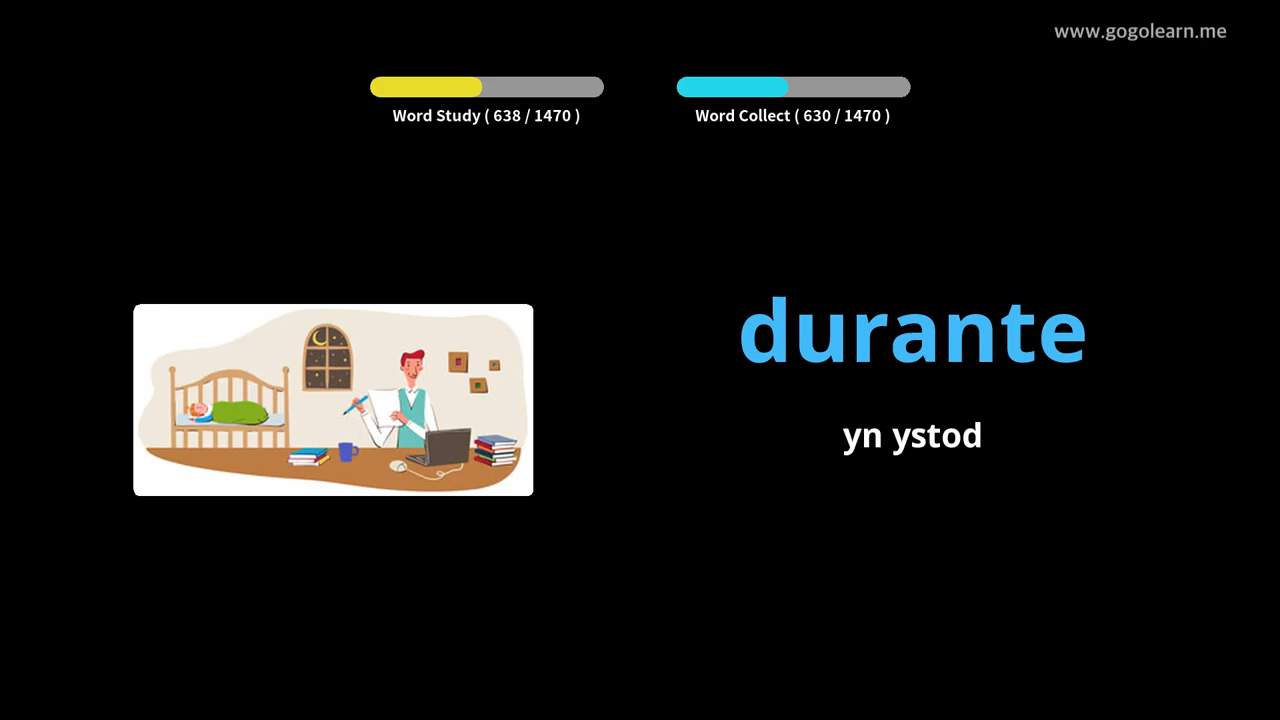 www.gogolearn.me
Word Study ( 638 / 1470 )
Word Collect ( 630 / 1470 )
durante
yn ystod